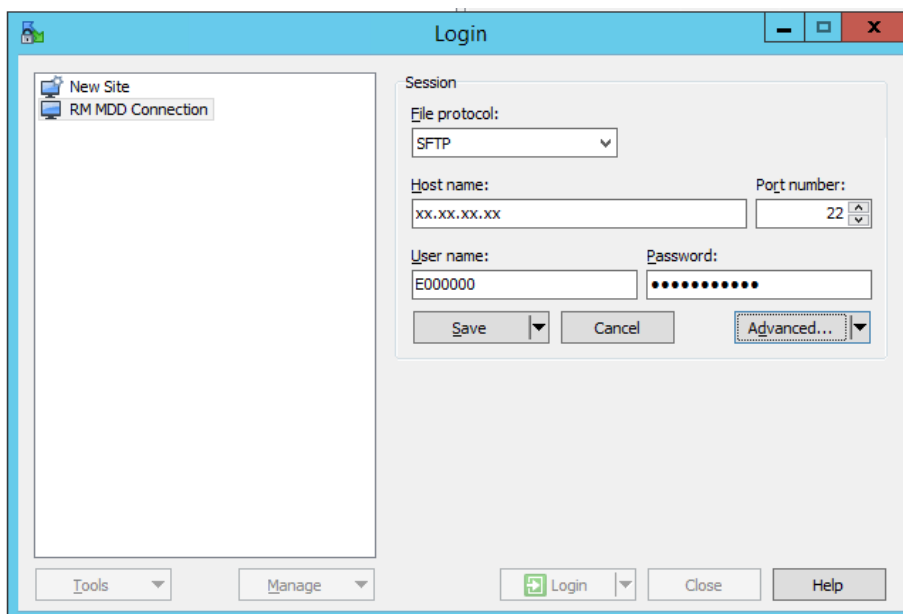 Login
New Site
RM MDD Connection
Session
File protocol:
SFTP
Host name:
Port number:
xx.xx.xx.xx
22
User name:
Password:
E000000
•••••••••••
Save
Cancel
Advanced...
Tools
Manage
Login
Close
Help